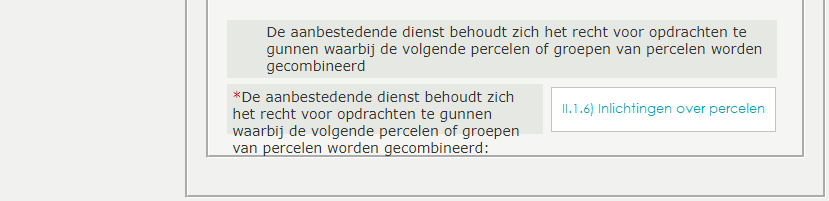 De aanbestedende dienst behoudt zich het recht voor opdrachten te
gunnen waarbij de volgende percelen of groepen van percelen worden
gecombineerd
*De aanbestedende dienst behoudt zich
het recht voor opdrachten te gunnen
waarbij de volgende percelen of groepen
van percelen worden gecombineerd:
II.1.6) Inlichtingen over percelen